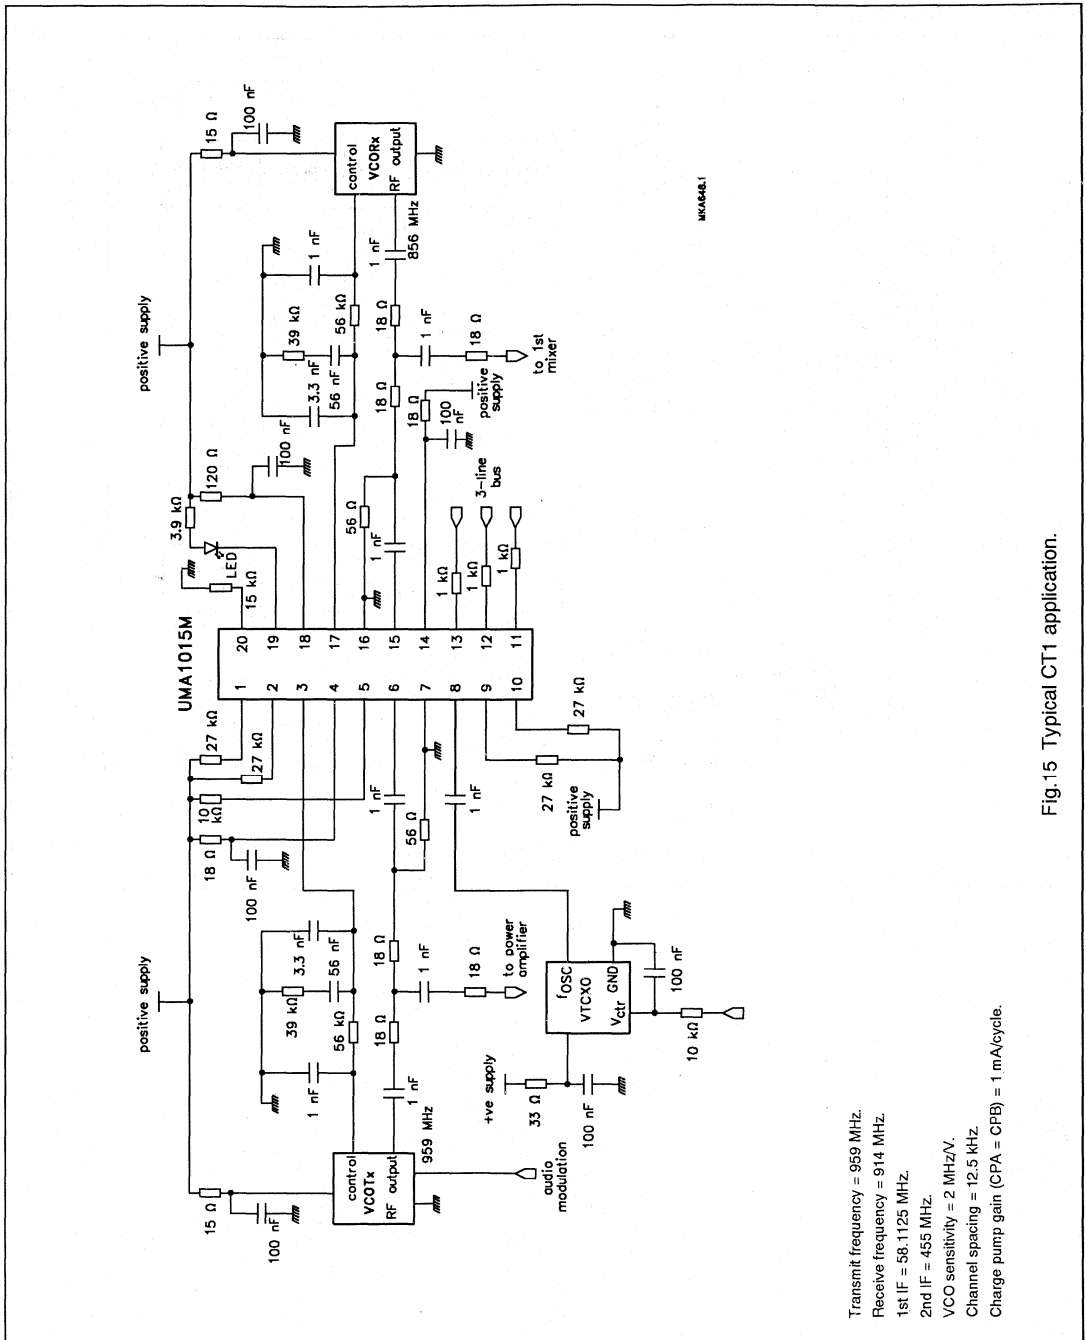 positive supply
positive supply
15 Ω
100 nF
15 Ω
100 nF
control
VCOTx
RF output
959 MHz
audio
modulation
control
VCORx
RF output
856 MHz
1 nF
39 kΩ
3.3 nF
56 nF
56 kΩ
1 nF
18 Ω
18 Ω
1 nF
18 Ω
to power
amplifier
18 Ω
100 nF
10
kΩ
27 kΩ
27 kΩ
1 nF
56 Ω
1 nF
UMA1015M
1
2
3
4
5
6
7
8
9
10
20
19
18
17
16
15
14
13
12
11
15 kΩ
LED
3.9 kΩ
120 Ω
100 nF
3.3 nF
39 kΩ
56 nF
1 nF
56 kΩ
56 Ω
1 nF
18 Ω
18 Ω
1 nF
1 nF
18 Ω
to 1st
mixer
18 Ω
100
nF
positive
supply
1 kΩ
1 kΩ
1 kΩ
3-line
bus
27 kΩ
27 kΩ
positive
supply
+ve supply
33 Ω
100 nF
fOSC
VTCXO
Vctr
GND
100 nF
10 kΩ
MKA648.1
Transmit frequency = 959 MHz.
Receive frequency = 914 MHz.
1st IF = 58.1125 MHz.
2nd IF = 455 MHz.
VCO sensitivity = 2 MHz/V.
Channel spacing = 12.5 kHz.
Charge pump gain (CPA = CPB) = 1 mA/cycle.
Fig.15 Typical CT1 application.